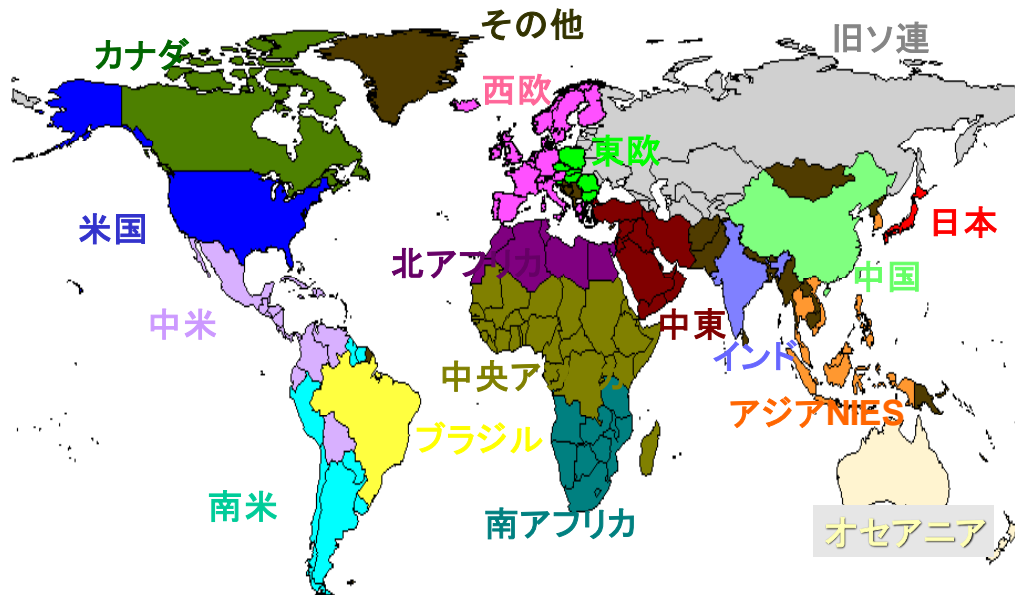 その他
カナダ
旧ソ連
西欧
東欧
米国
日本
北アフリカ
中国
中米
中東
インド
中央ア
アジアNIES
ブラジル
南米
南アフリカ
オセアニア